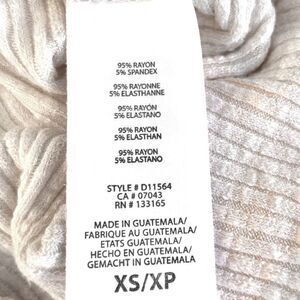 95% RAYON
5% SPANDEX
95% RAYONNE
5% ELASTHANNE
95% RAYÓN
5% ELASTANO
95% RAYON
5% ELASTHAN
95% RAYON
5% ELASTANO
STYLE # D11564
CA # 07043
RN # 133165
MADE IN GUATEMALA/
FABRIQUE AU GUATEMALA/
ETATS GUATEMALA/
HECHO EN GUATEMALA/
GEMACHT IN GUATEMALA
XS/XP